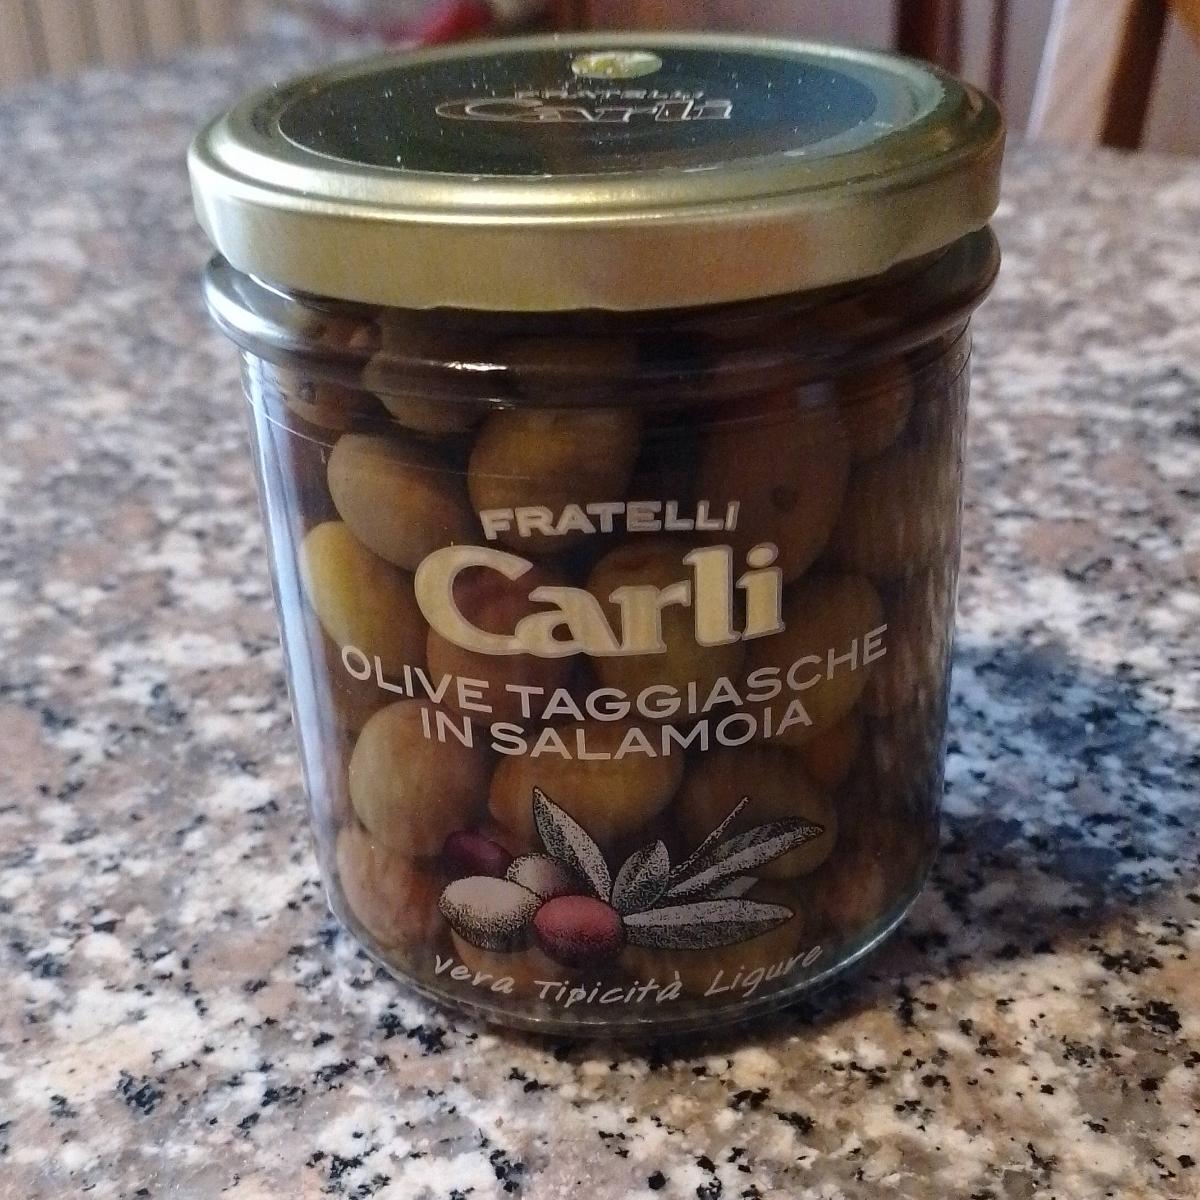 FRATELLI
Carli
FRATELLI
Carli
OLIVE TAGGIASCHE
IN SALAMOIA
vera Tipicità Ligure